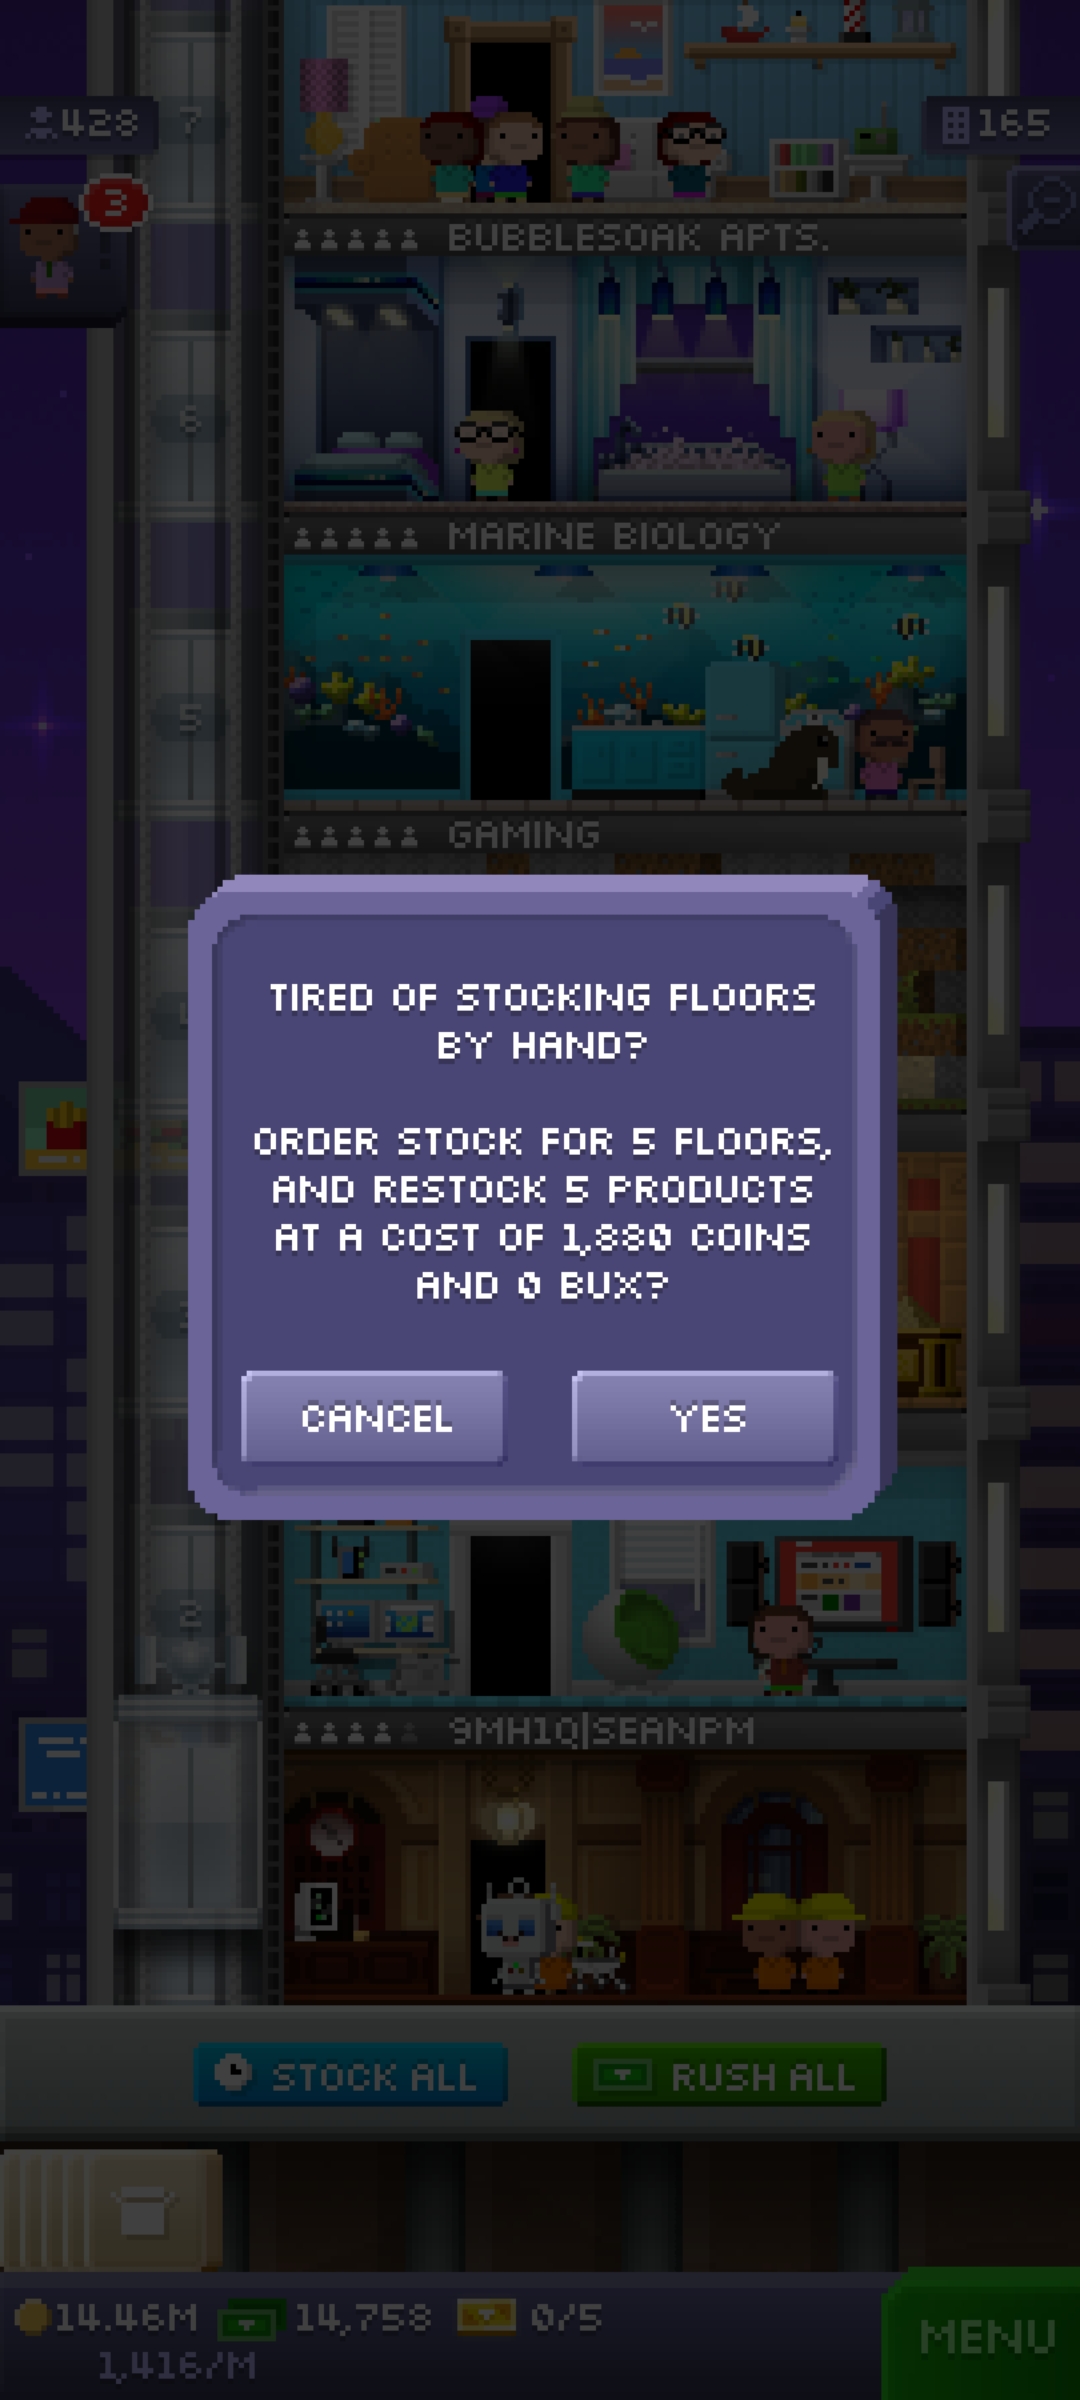 428
7
165
3
BUBBLESOAK APTS.
6
MARINE BIOLOGY
5
GAMING
TIRED OF STOCKING FLOORS
BY HAND?
ORDER STOCK FOR 5 FLOORS,
AND RESTOCK 5 PRODUCTS
AT A COST OF 1,880 COINS
AND 0 BUX?
CANCEL
YES
2
9MH1Q|SEANPM
STOCK ALL
RUSH ALL
14.46M
14,758
0/5
MENU
1,416/M